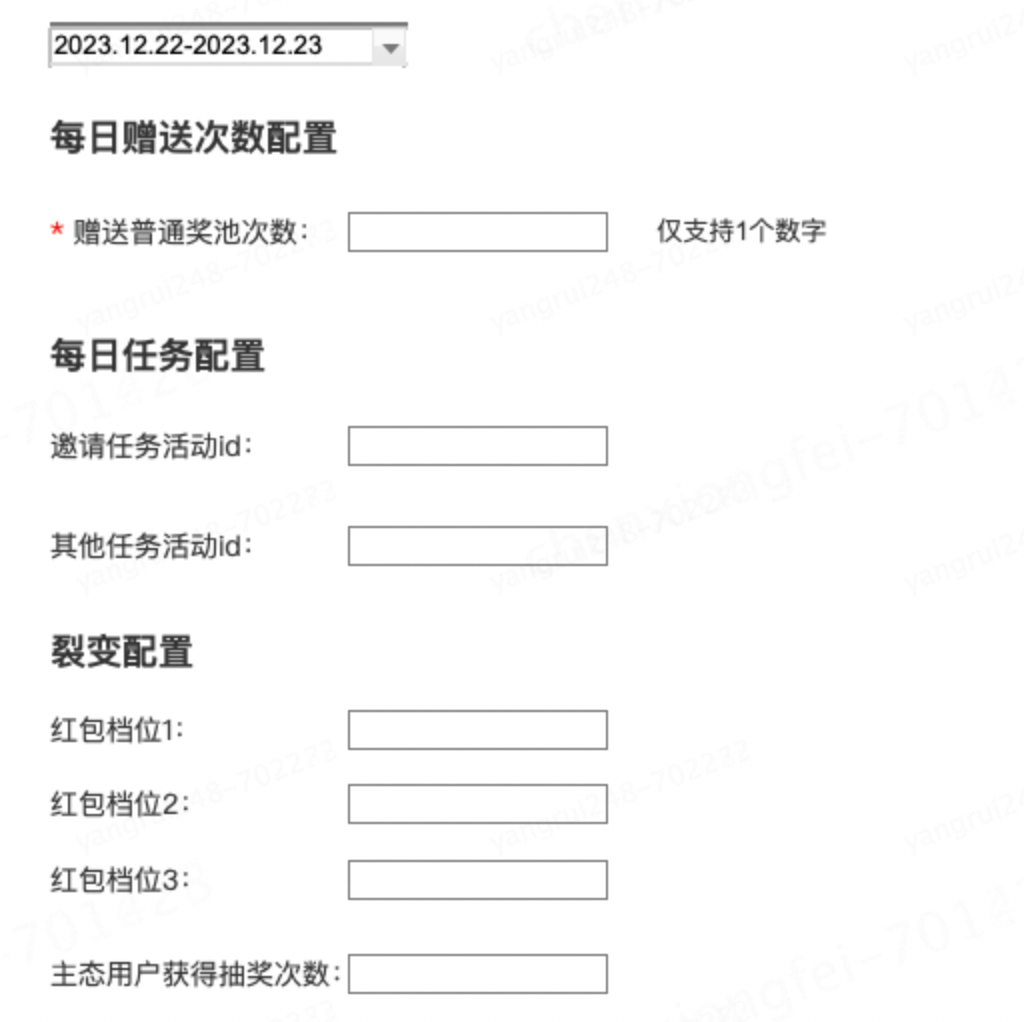 2023.12.22-2023.12.23
每日赠送次数配置
* 赠送普通奖池次数： 仅支持1个数字
每日任务配置
邀请任务活动id：
其他任务活动id：
裂变配置
红包档位1：
红包档位2：
红包档位3：
主态用户获得抽奖次数：
yangrui248-702273